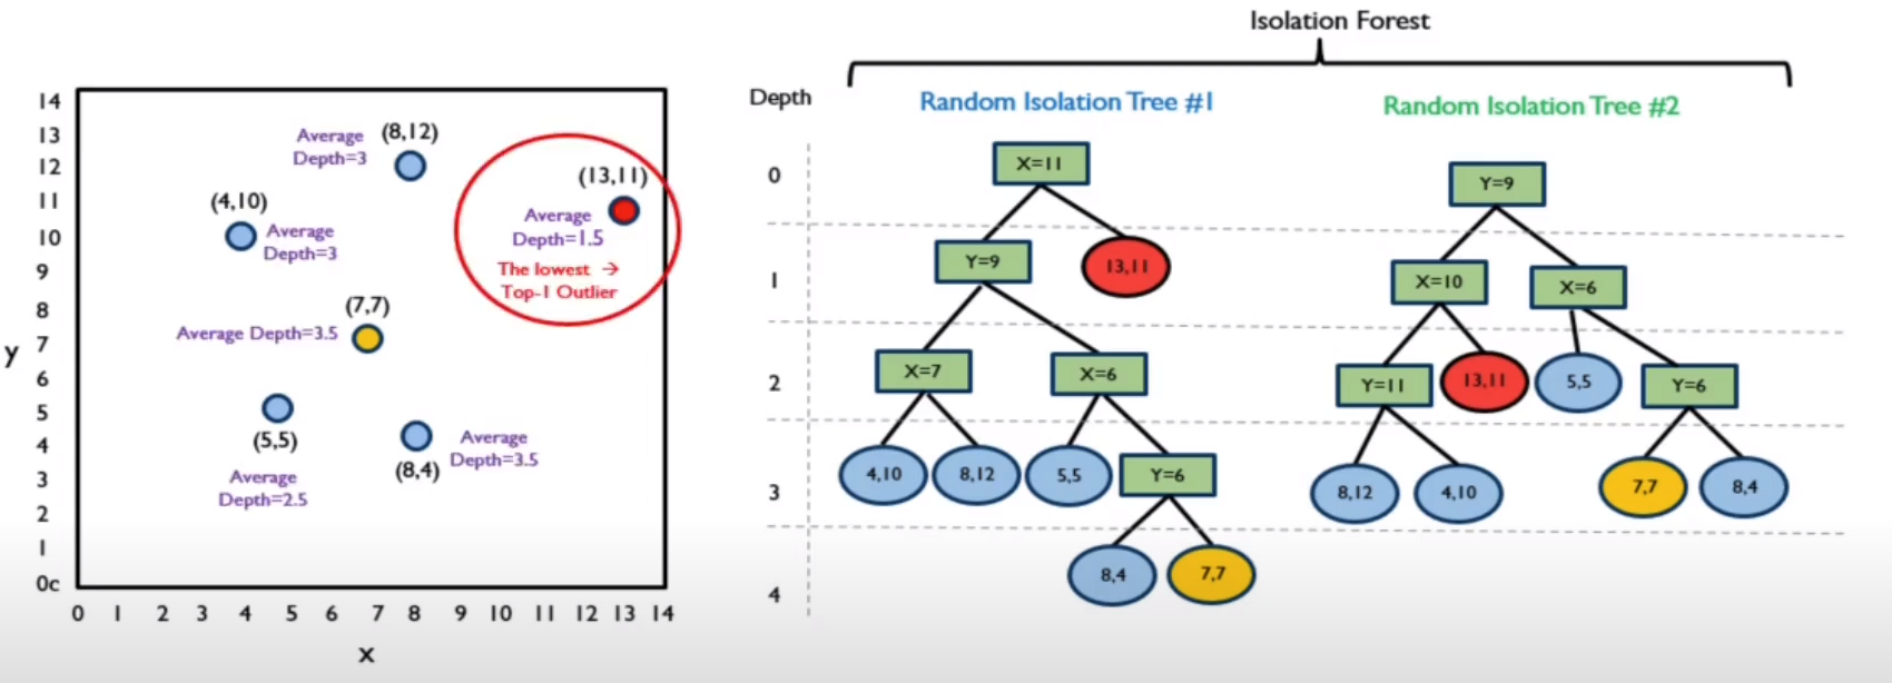 Isolation Forest
Depth
Random Isolation Tree #1
Random Isolation Tree #2
14
13
12
11
10
9
8
7
6
5
4
3
2
1
0c
y
0 1 2 3 4 5 6 7 8 9 10 11 12 13 14
x
Average
Depth=3
(8,12)
(4,10)
Average
Depth=3
(13,11)
Average
Depth=1.5
The lowest →
Top-1 Outlier
(7,7)
Average Depth=3.5
(5,5)
Average
Depth=2.5
(8,4)
Average
Depth=3.5
0
1
2
3
4
X=11
Y=9
13,11
X=7
X=6
4,10
8,12
5,5
Y=6
8,4
7,7
Y=9
X=10
X=6
Y=11
13,11
5,5
Y=6
8,12
4,10
7,7
8,4